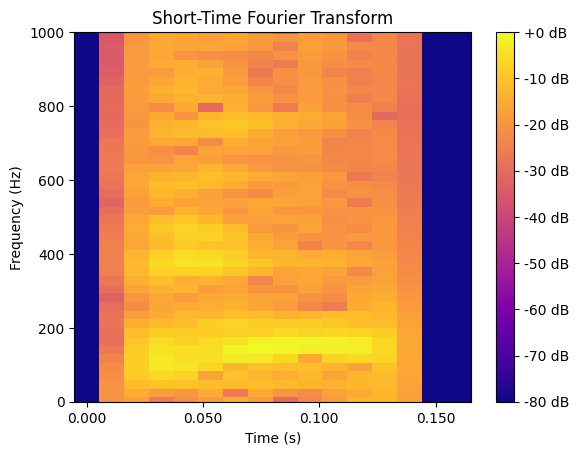 Short-Time Fourier Transform
1000
800
600
400
200
0
Frequency (Hz)
0.000
0.050
0.100
0.150
Time (s)
+0 dB
-10 dB
-20 dB
-30 dB
-40 dB
-50 dB
-60 dB
-70 dB
-80 dB